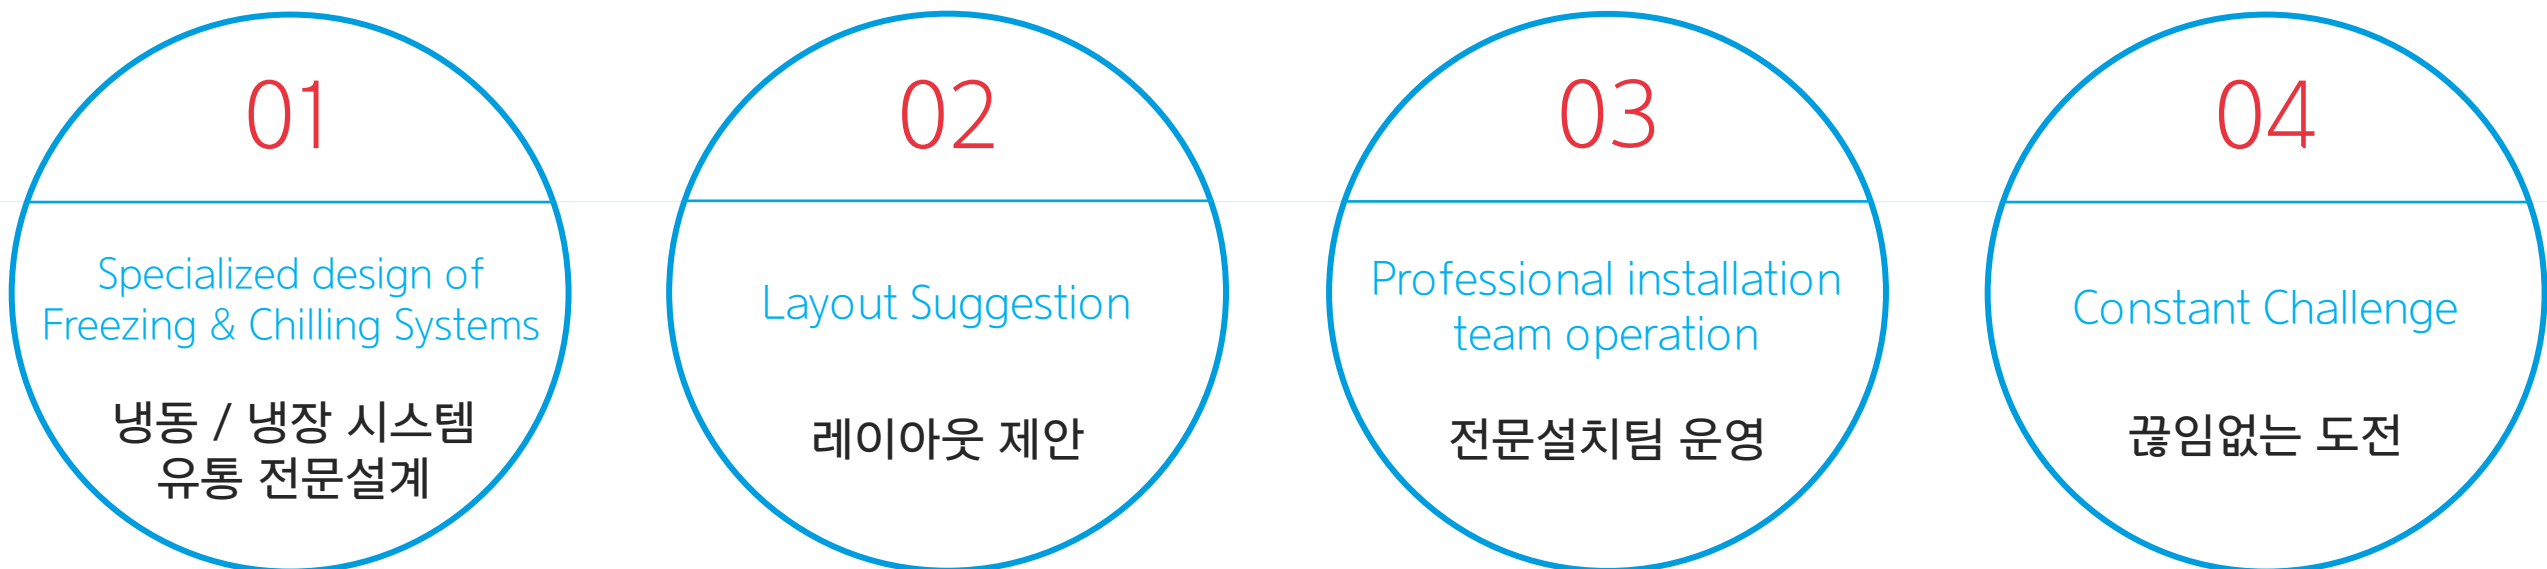 01
Specialized design of
Freezing & Chilling Systems
냉동 / 냉장 시스템
유통 전문설계
02
Layout Suggestion
레이아웃 제안
03
Professional installation
team operation
전문설치팀 운영
04
Constant Challenge
끊임없는 도전